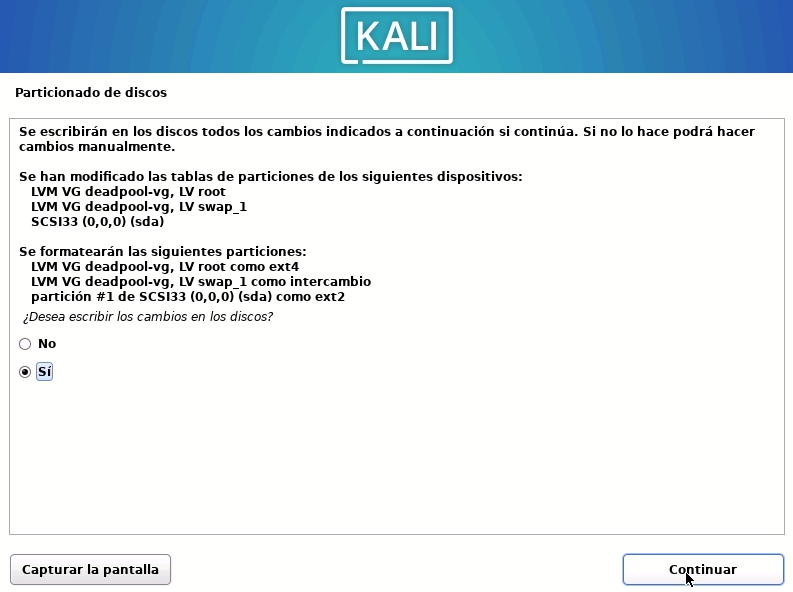 KALI
Particionado de discos
Se escribirán en los discos todos los cambios indicados a continuación si continúa. Si no lo hace podrá hacer
cambios manualmente.
Se han modificado las tablas de particiones de los siguientes dispositivos:
LVM VG deadpool-vg, LV root
LVM VG deadpool-vg, LV swap_1
SCSI33 (0,0,0) (sda)
Se formatearán las siguientes particiones:
LVM VG deadpool-vg, LV root como ext4
LVM VG deadpool-vg, LV swap_1 como intercambio
partición #1 de SCSI33 (0,0,0) (sda) como ext2
¿Desea escribir los cambios en los discos?
No
Sí
Capturar la pantalla
Continuar